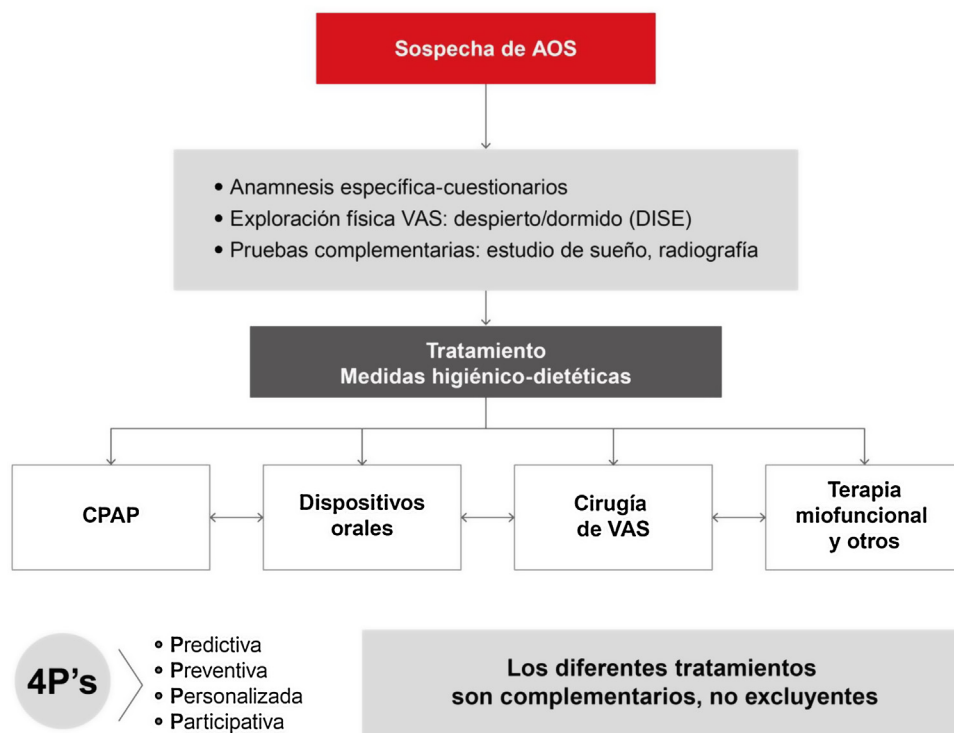 Sospecha de AOS
• Anamnesis específica-cuestionarios
• Exploración física VAS: despierto/dormido (DISE)
• Pruebas complementarias: estudio de sueño, radiografía
Tratamiento
Medidas higiénico-dietéticas
CPAP
Dispositivos
orales
Cirugía
de VAS
Terapia
miofuncional
y otros
4P’s
• Predictiva
• Preventiva
• Personalizada
• Participativa
Los diferentes tratamientos
son complementarios, no excluyentes